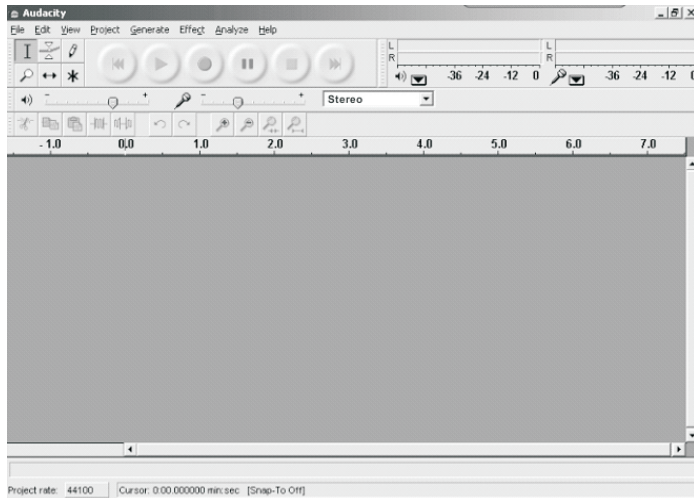 Audacity
File Edit View Project Generate Effect Analyze Help
L
R
-36 -24 -12 0
L
R
-36 -24 -12 0
Stereo
- 1.0 0.0 1.0 2.0 3.0 4.0 5.0 6.0 7.0
Project rate: 44100 Cursor: 0:00.000000 min:sec [Snap-To Off]